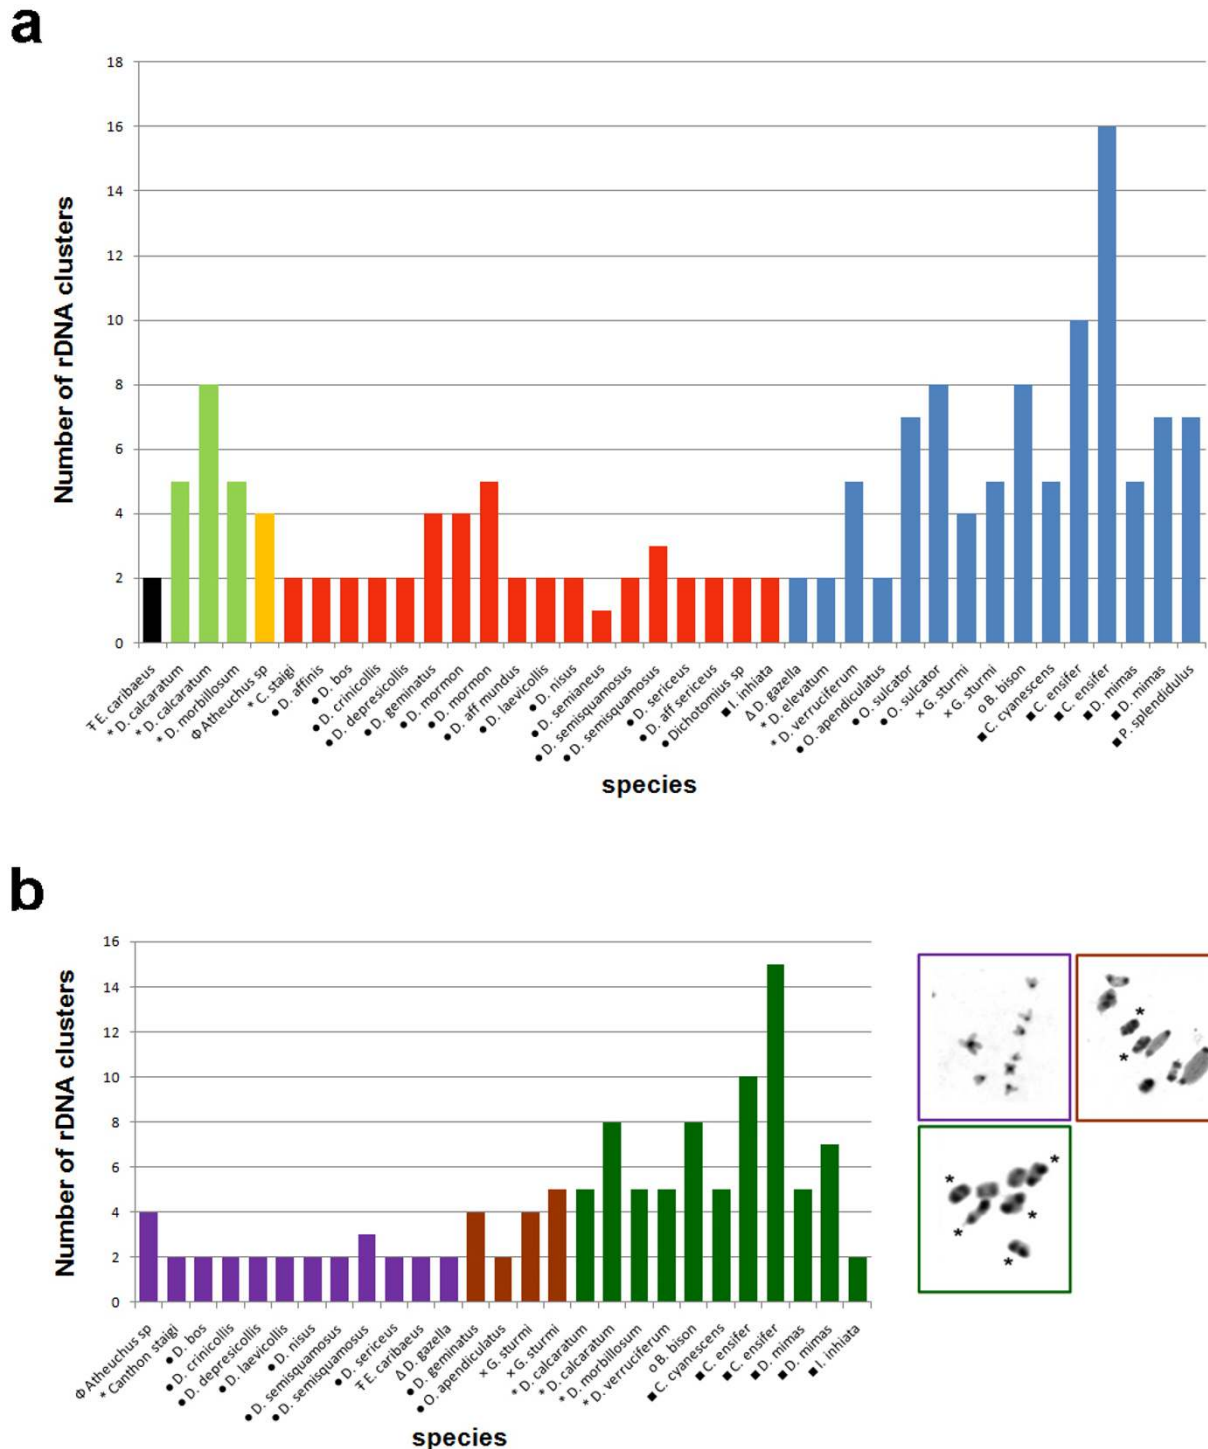 a
Number of rDNA clusters
18
16
14
12
10
8
6
4
2
0
Ŧ E. caribaeus
* D. calcaratum
* D. calcaratum
* D. morbillosum
Φ Atheuchus sp
* C. staigi
● D. affinis
● D. bos
● D. crinicollis
● D. depresicollis
● D. geminatus
● D. mormon
● D. mormon
● D. aff mundus
● D. laevicollis
● D. nisus
● D. semianeus
● D. semisquamosus
● D. semisquamosus
● D. sericeus
● D. aff sericeus
● Dichotomius sp
■ I. inhiata
Δ D. gazella
* D. elevatum
* D. verruciferum
● O. apendiculatus
● O. sulcator
● O. sulcator
× G. sturmi
× G. sturmi
o B. bison
■ C. cyanescens
■ C. ensifer
■ C. ensifer
■ D. mimas
■ D. mimas
■ P. splendidulus
species
b
Number of rDNA clusters
16
14
12
10
8
6
4
2
0
Φ Atheuchus sp
* Canthon staigi
● D. bos
● D. crinicollis
● D. depresicollis
● D. laevicollis
● D. nisus
● D. semisquamosus
● D. semisquamosus
● D. sericeus
Ŧ E. caribaeus
Δ D. gazella
● D. geminatus
● O. apendiculatus
× G. sturmi
× G. sturmi
* D. calcaratum
* D. calcaratum
* D. morbillosum
* D. verruciferum
o B. bison
■ C. cyanescens
■ C. ensifer
■ C. ensifer
■ D. mimas
■ D. mimas
■ I. inhiata
species
*
*
*
*
*
*
*